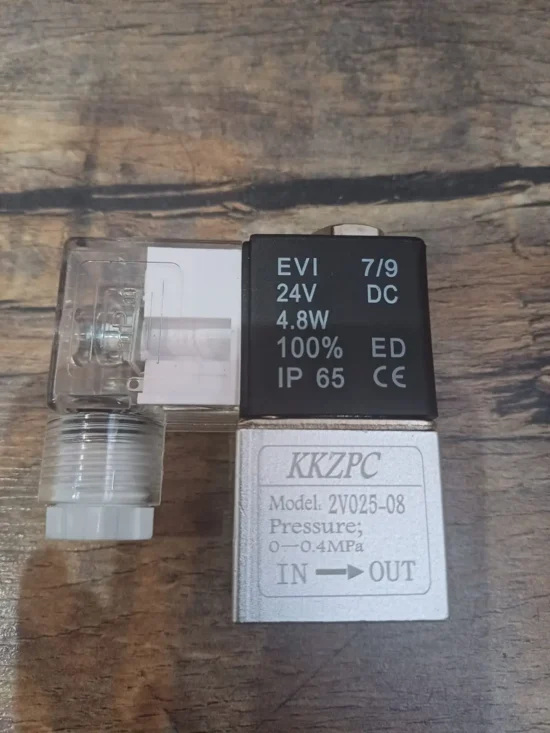 EVI 7/9
24V DC
4.8W
100% ED
IP 65 CE
KKZPC
Model: 2V025-08
Pressure;
0—0.4MPa
IN → OUT